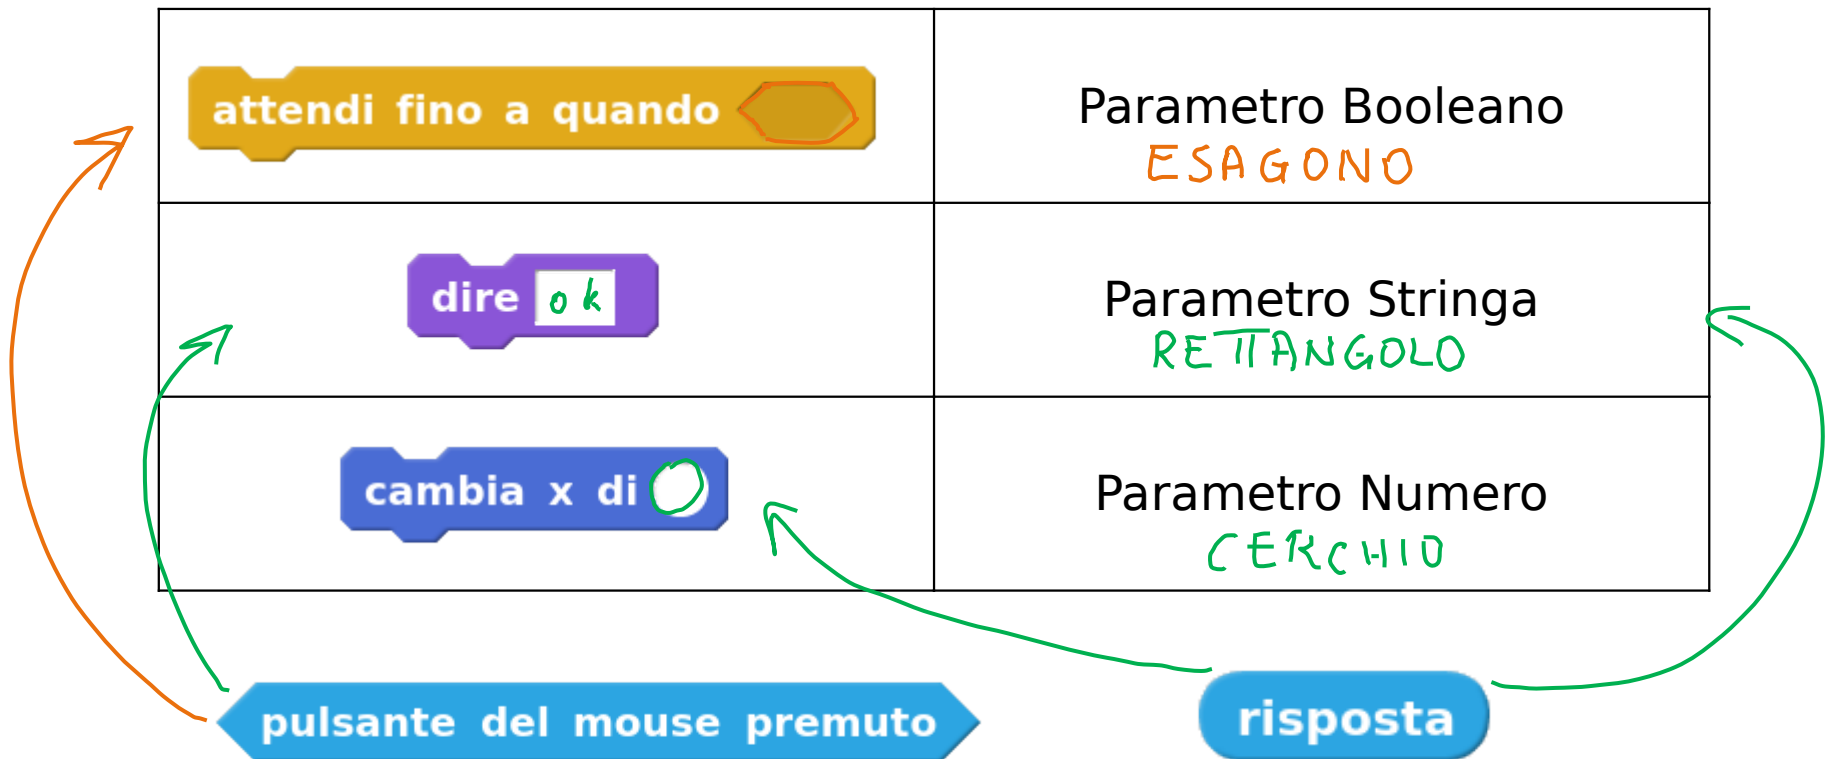 attendi fino a quando
Parametro Booleano
ESAGONO
dire ok
Parametro Stringa
RETTANGOLO
cambia x di
Parametro Numero
CERCHIO
pulsante del mouse premuto
risposta